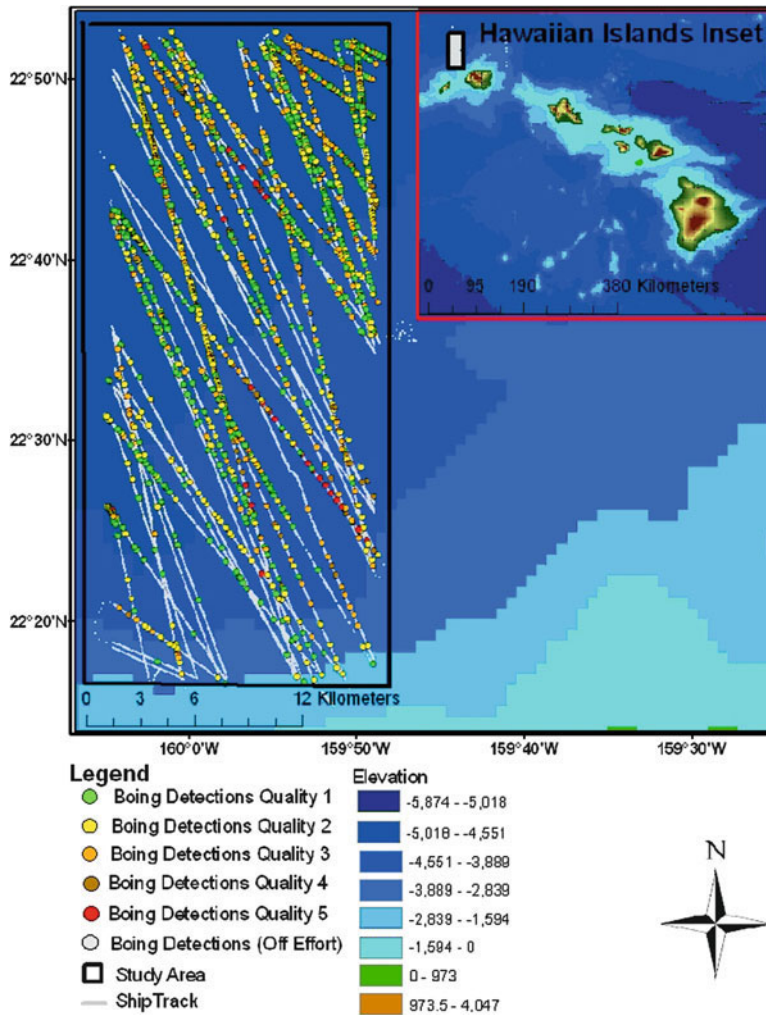 Hawaiian Islands Inset
22°50'N
22°40'N
22°30'N
22°20'N
0 95 190 380 Kilometers
0 3 6 12 Kilometers
160°0'W 159°50'W 159°40'W 159°30'W
Legend
Boing Detections Quality 1
Boing Detections Quality 2
Boing Detections Quality 3
Boing Detections Quality 4
Boing Detections Quality 5
Boing Detections (Off Effort)
Study Area
ShipTrack
Elevation
-5,874 - -5,018
-5,018 - -4,551
-4,551 - -3,889
-3,889 - -2,839
-2,839 - -1,594
-1,594 - 0
0 - 973
973.5 - 4,047
N